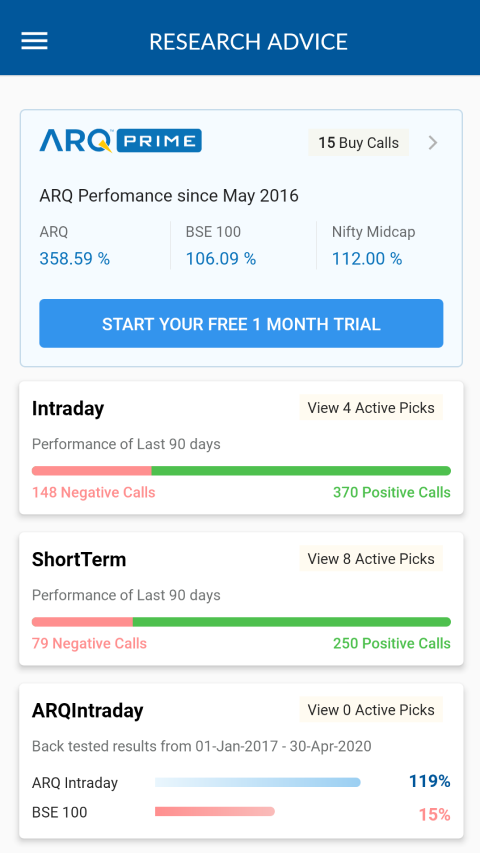 RESEARCH ADVICE
ARQ PRIME
15 Buy Calls
ARQ Perfomance since May 2016
ARQ BSE 100 Nifty Midcap
358.59 % 106.09 % 112.00 %
START YOUR FREE 1 MONTH TRIAL
Intraday View 4 Active Picks
Performance of Last 90 days
148 Negative Calls 370 Positive Calls
ShortTerm View 8 Active Picks
Performance of Last 90 days
79 Negative Calls 250 Positive Calls
ARQIntraday View 0 Active Picks
Back tested results from 01-Jan-2017 - 30-Apr-2020
ARQ Intraday 119%
BSE 100 15%